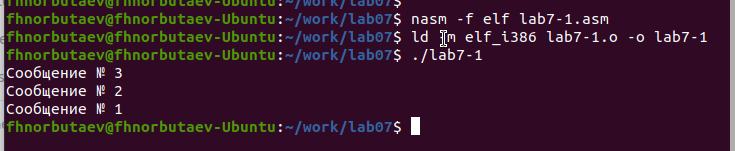 fhnorbutaev@fhnorbutaev-Ubuntu:~/work/lab07$ nasm -f elf lab7-1.asm
fhnorbutaev@fhnorbutaev-Ubuntu:~/work/lab07$ ld -m elf_i386 lab7-1.o -o lab7-1
fhnorbutaev@fhnorbutaev-Ubuntu:~/work/lab07$ ./lab7-1
Сообщение № 3
Сообщение № 2
Сообщение № 1
fhnorbutaev@fhnorbutaev-Ubuntu:~/work/lab07$